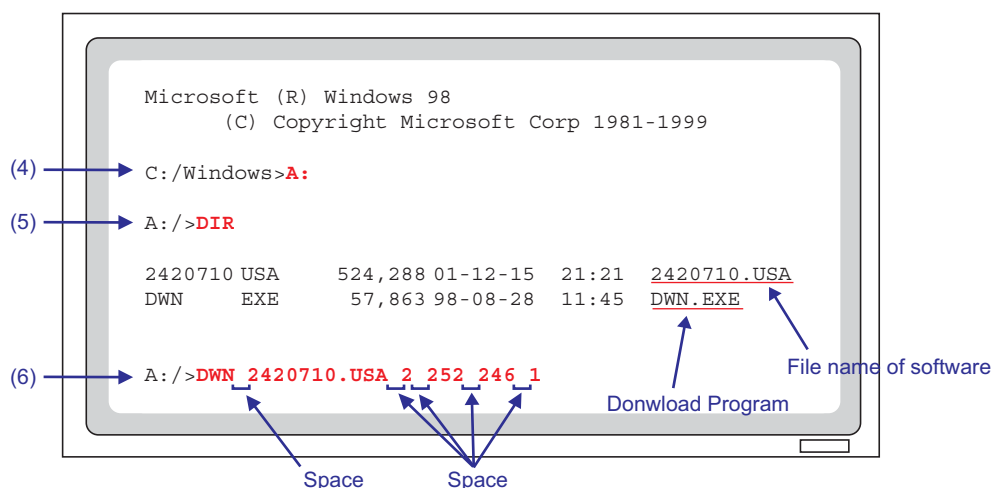 Microsoft (R) Windows 98
(C) Copyright Microsoft Corp 1981-1999
(4) C:/Windows>A:
(5) A:/>DIR
2420710 USA 524,288 01-12-15 21:21 2420710.USA
DWN EXE 57,863 98-08-28 11:45 DWN.EXE
File name of software
(6) A:/>DWN 2420710.USA 2 252 246 1
Donwload Program
Space Space